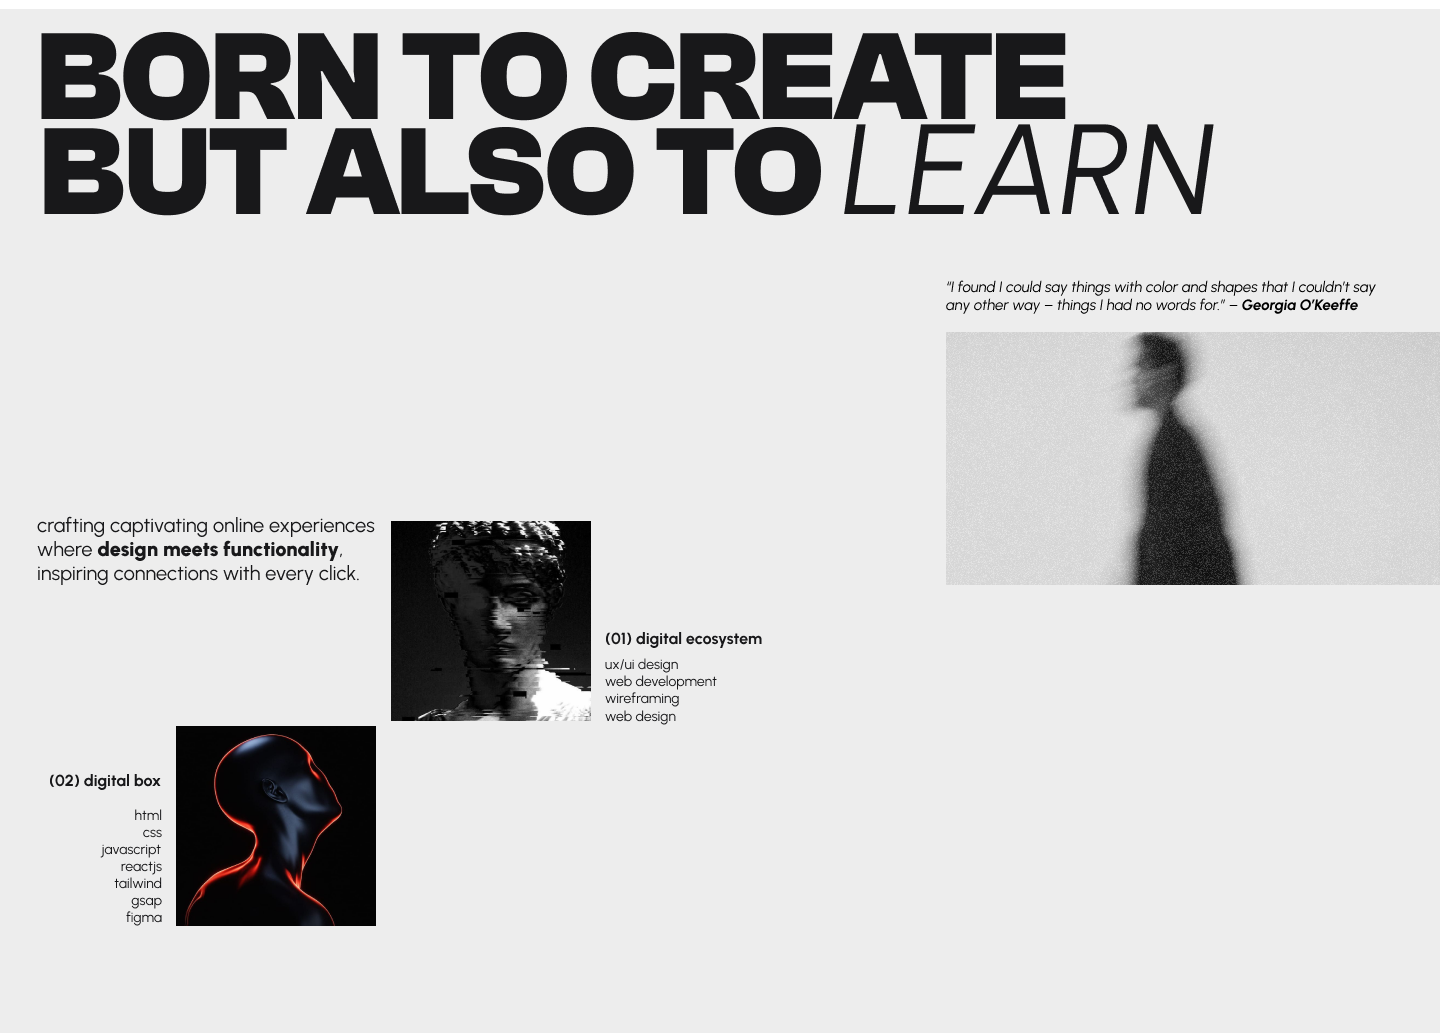 BORN TO CREATE
BUT ALSO TO LEARN
“I found I could say things with color and shapes that I couldn’t say
any other way – things I had no words for.” – Georgia O’Keeffe
crafting captivating online experiences
where design meets functionality,
inspiring connections with every click.
(01) digital ecosystem
ux/ui design
web development
wireframing
web design
(02) digital box
html
css
javascript
reactjs
tailwind
gsap
figma